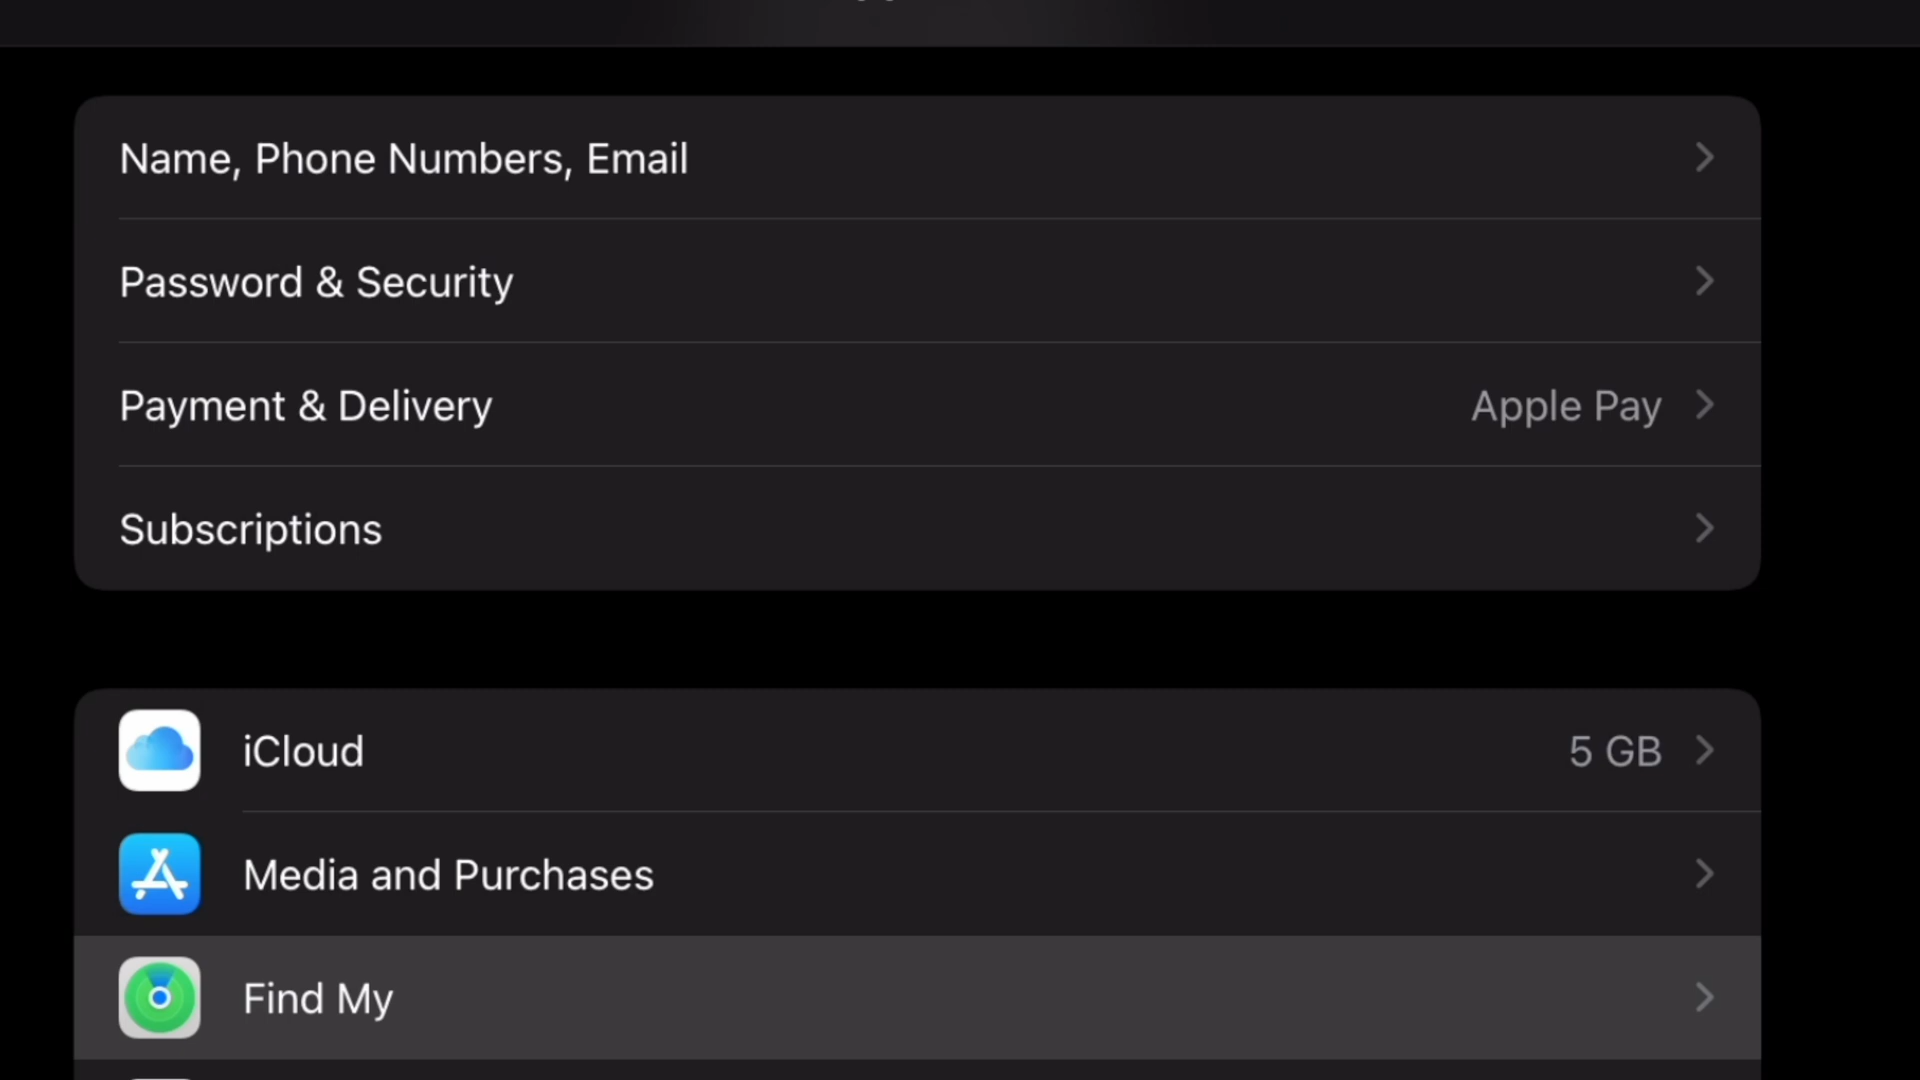 Name, Phone Numbers, Email
Password & Security
Payment & Delivery Apple Pay
Subscriptions
iCloud 5 GB
Media and Purchases
Find My